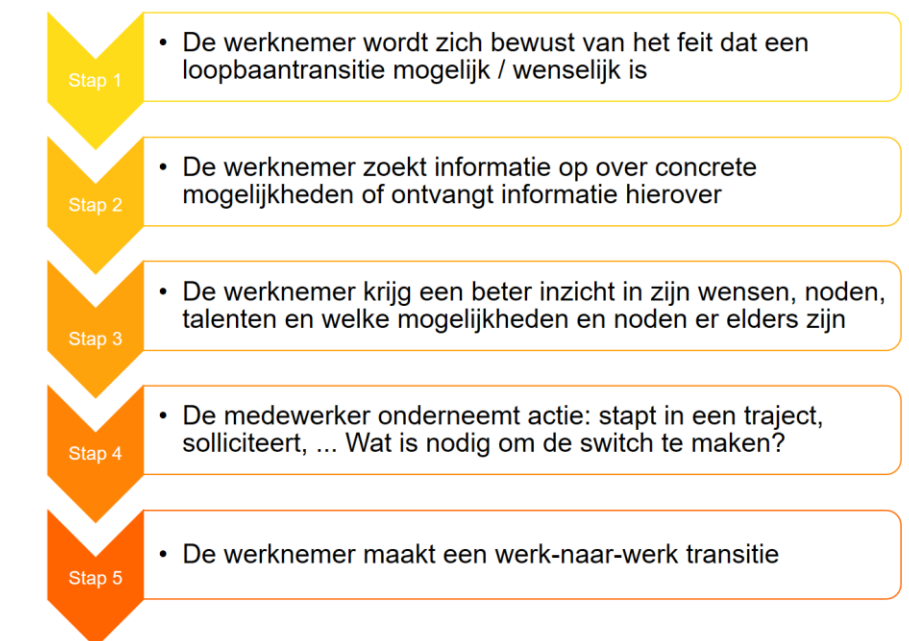 Stap 1
• De werknemer wordt zich bewust van het feit dat een
loopbaantransitie mogelijk / wenselijk is
Stap 2
• De werknemer zoekt informatie op over concrete
mogelijkheden of ontvangt informatie hierover
Stap 3
• De werknemer krijg een beter inzicht in zijn wensen, noden,
talenten en welke mogelijkheden en noden er elders zijn
Stap 4
• De medewerker onderneemt actie: stapt in een traject,
solliciteert, ... Wat is nodig om de switch te maken?
Stap 5
• De werknemer maakt een werk-naar-werk transitie